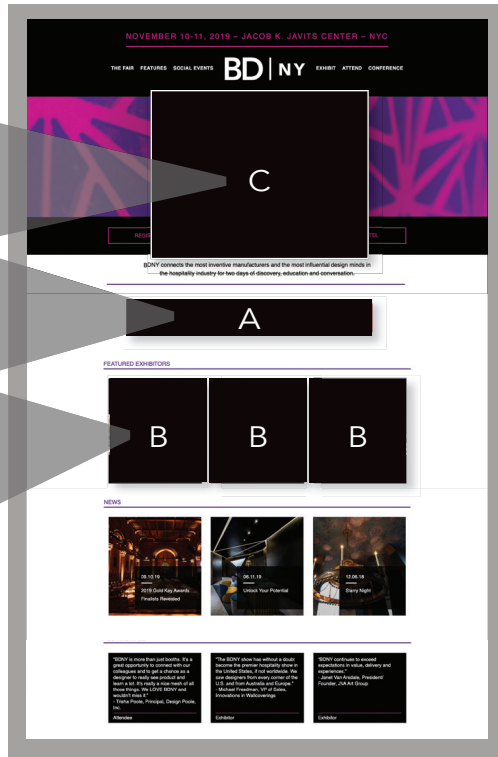 NOVEMBER 10-11, 2019 – JACOB K. JAVITS CENTER – NYC
THE FAIR FEATURES SOCIAL EVENTS BD | NY EXHIBIT ATTEND CONFERENCE
C
BDNY connects the most inventive manufacturers and the most influential design minds in
the hospitality industry for two days of discovery, education and conversation.
A
FEATURED EXHIBITORS
B B B
NEWS
09.10.19
2019 Gold Key Awards
Finalists Revealed
06.11.19
Unlock Your Potential
12.06.18
Starry Night
"BDNY is more than just booths. It's a
great opportunity to connect with our
colleagues and to get a chance as a
designer to really see product and
learn a lot. It's really a nice mesh of all
those things. We LOVE BDNY and
wouldn't miss it."
- Trisha Poole, Principal, Design Poole,
Inc.
Attendee
"The BDNY show has without a doubt
become the premier hospitality show in
the United States, if not worldwide. We
saw designers from every corner of the
U.S. and from Australia and Europe."
- Michael Freedman, VP of Sales,
Innovations in Wallcoverings
Exhibitor
"BDNY continues to exceed
expectations in value, delivery and
experiences."
- Janet Van Arsdale, President/
Founder, JVA Art Group
Exhibitor